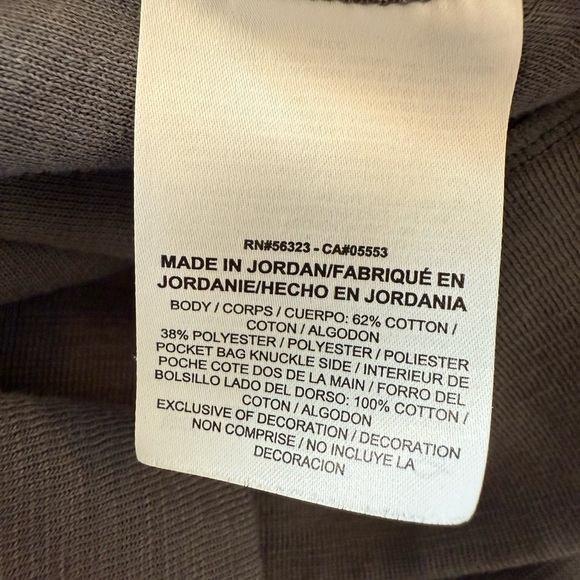 RN#56323 - CA#05553
MADE IN JORDAN/FABRIQUÉ EN
JORDANIE/HECHO EN JORDANIA
BODY / CORPS / CUERPO: 62% COTTON /
COTON / ALGODON
38% POLYESTER / POLYESTER / POLIESTER
POCKET BAG KNUCKLE SIDE / INTERIEUR DE
POCHE COTE DOS DE LA MAIN / FORRO DEL
BOLSILLO LADO DEL DORSO: 100% COTTON /
COTON / ALGODON
EXCLUSIVE OF DECORATION / DECORATION
NON COMPRISE / NO INCLUYE LA
DECORACION